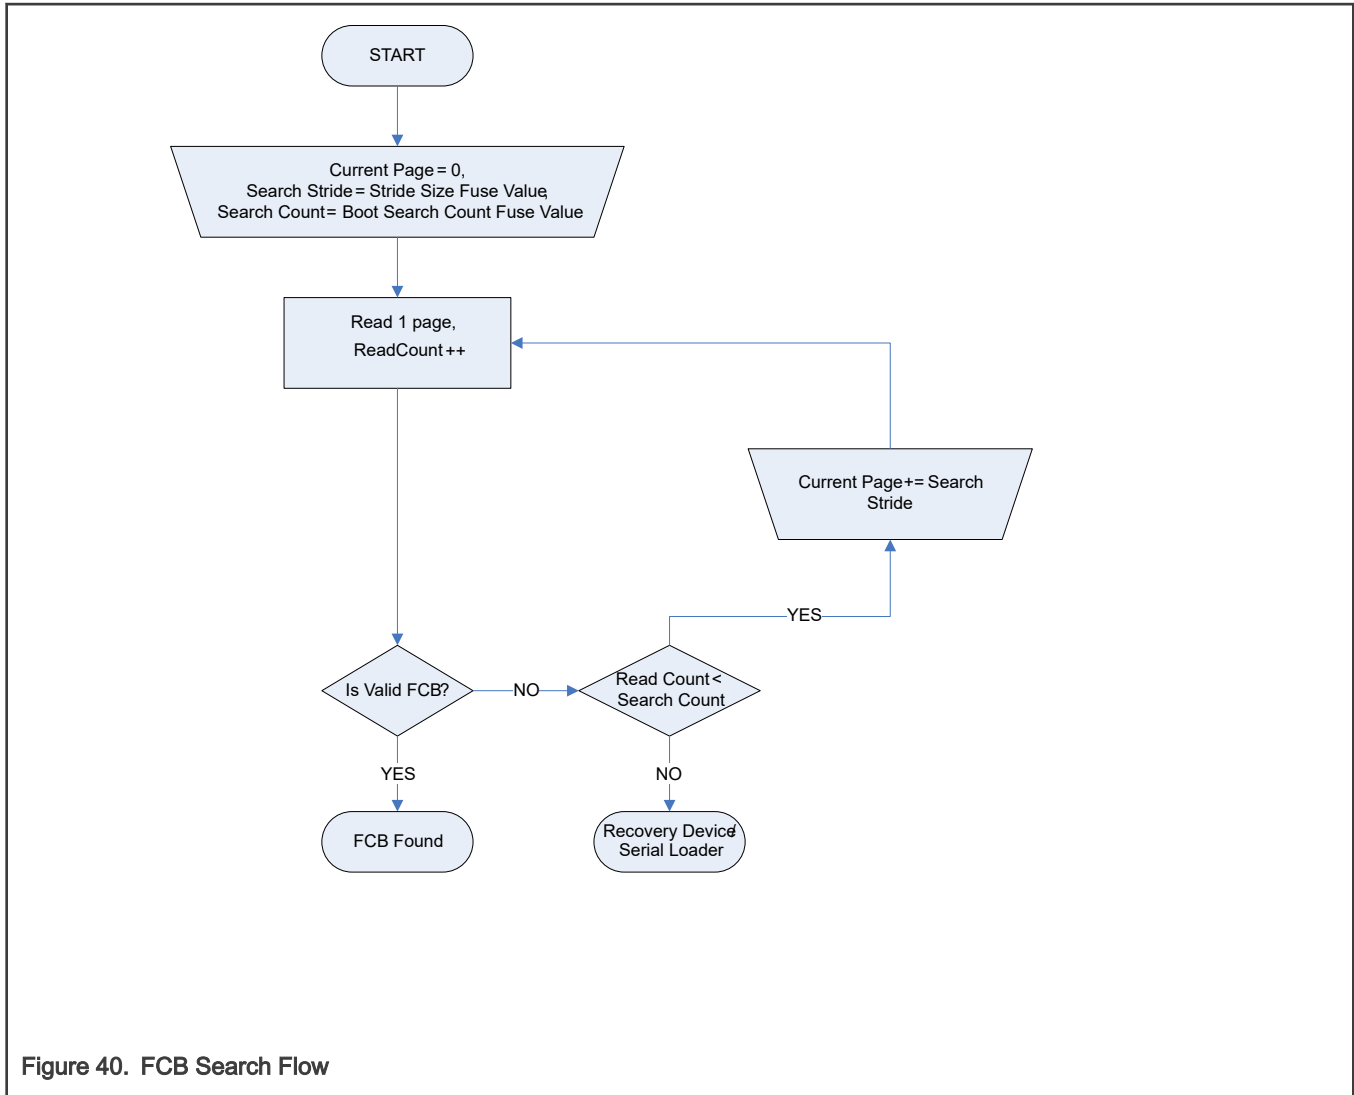 START
Current Page = 0,
Search Stride = Stride Size Fuse Value,
Search Count = Boot Search Count Fuse Value
Read 1 page,
ReadCount ++
Current Page += Search
Stride
YES
Is Valid FCB?
NO
Read Count <
Search Count
YES
NO
FCB Found
Recovery Device/
Serial Loader
Figure 40. FCB Search Flow